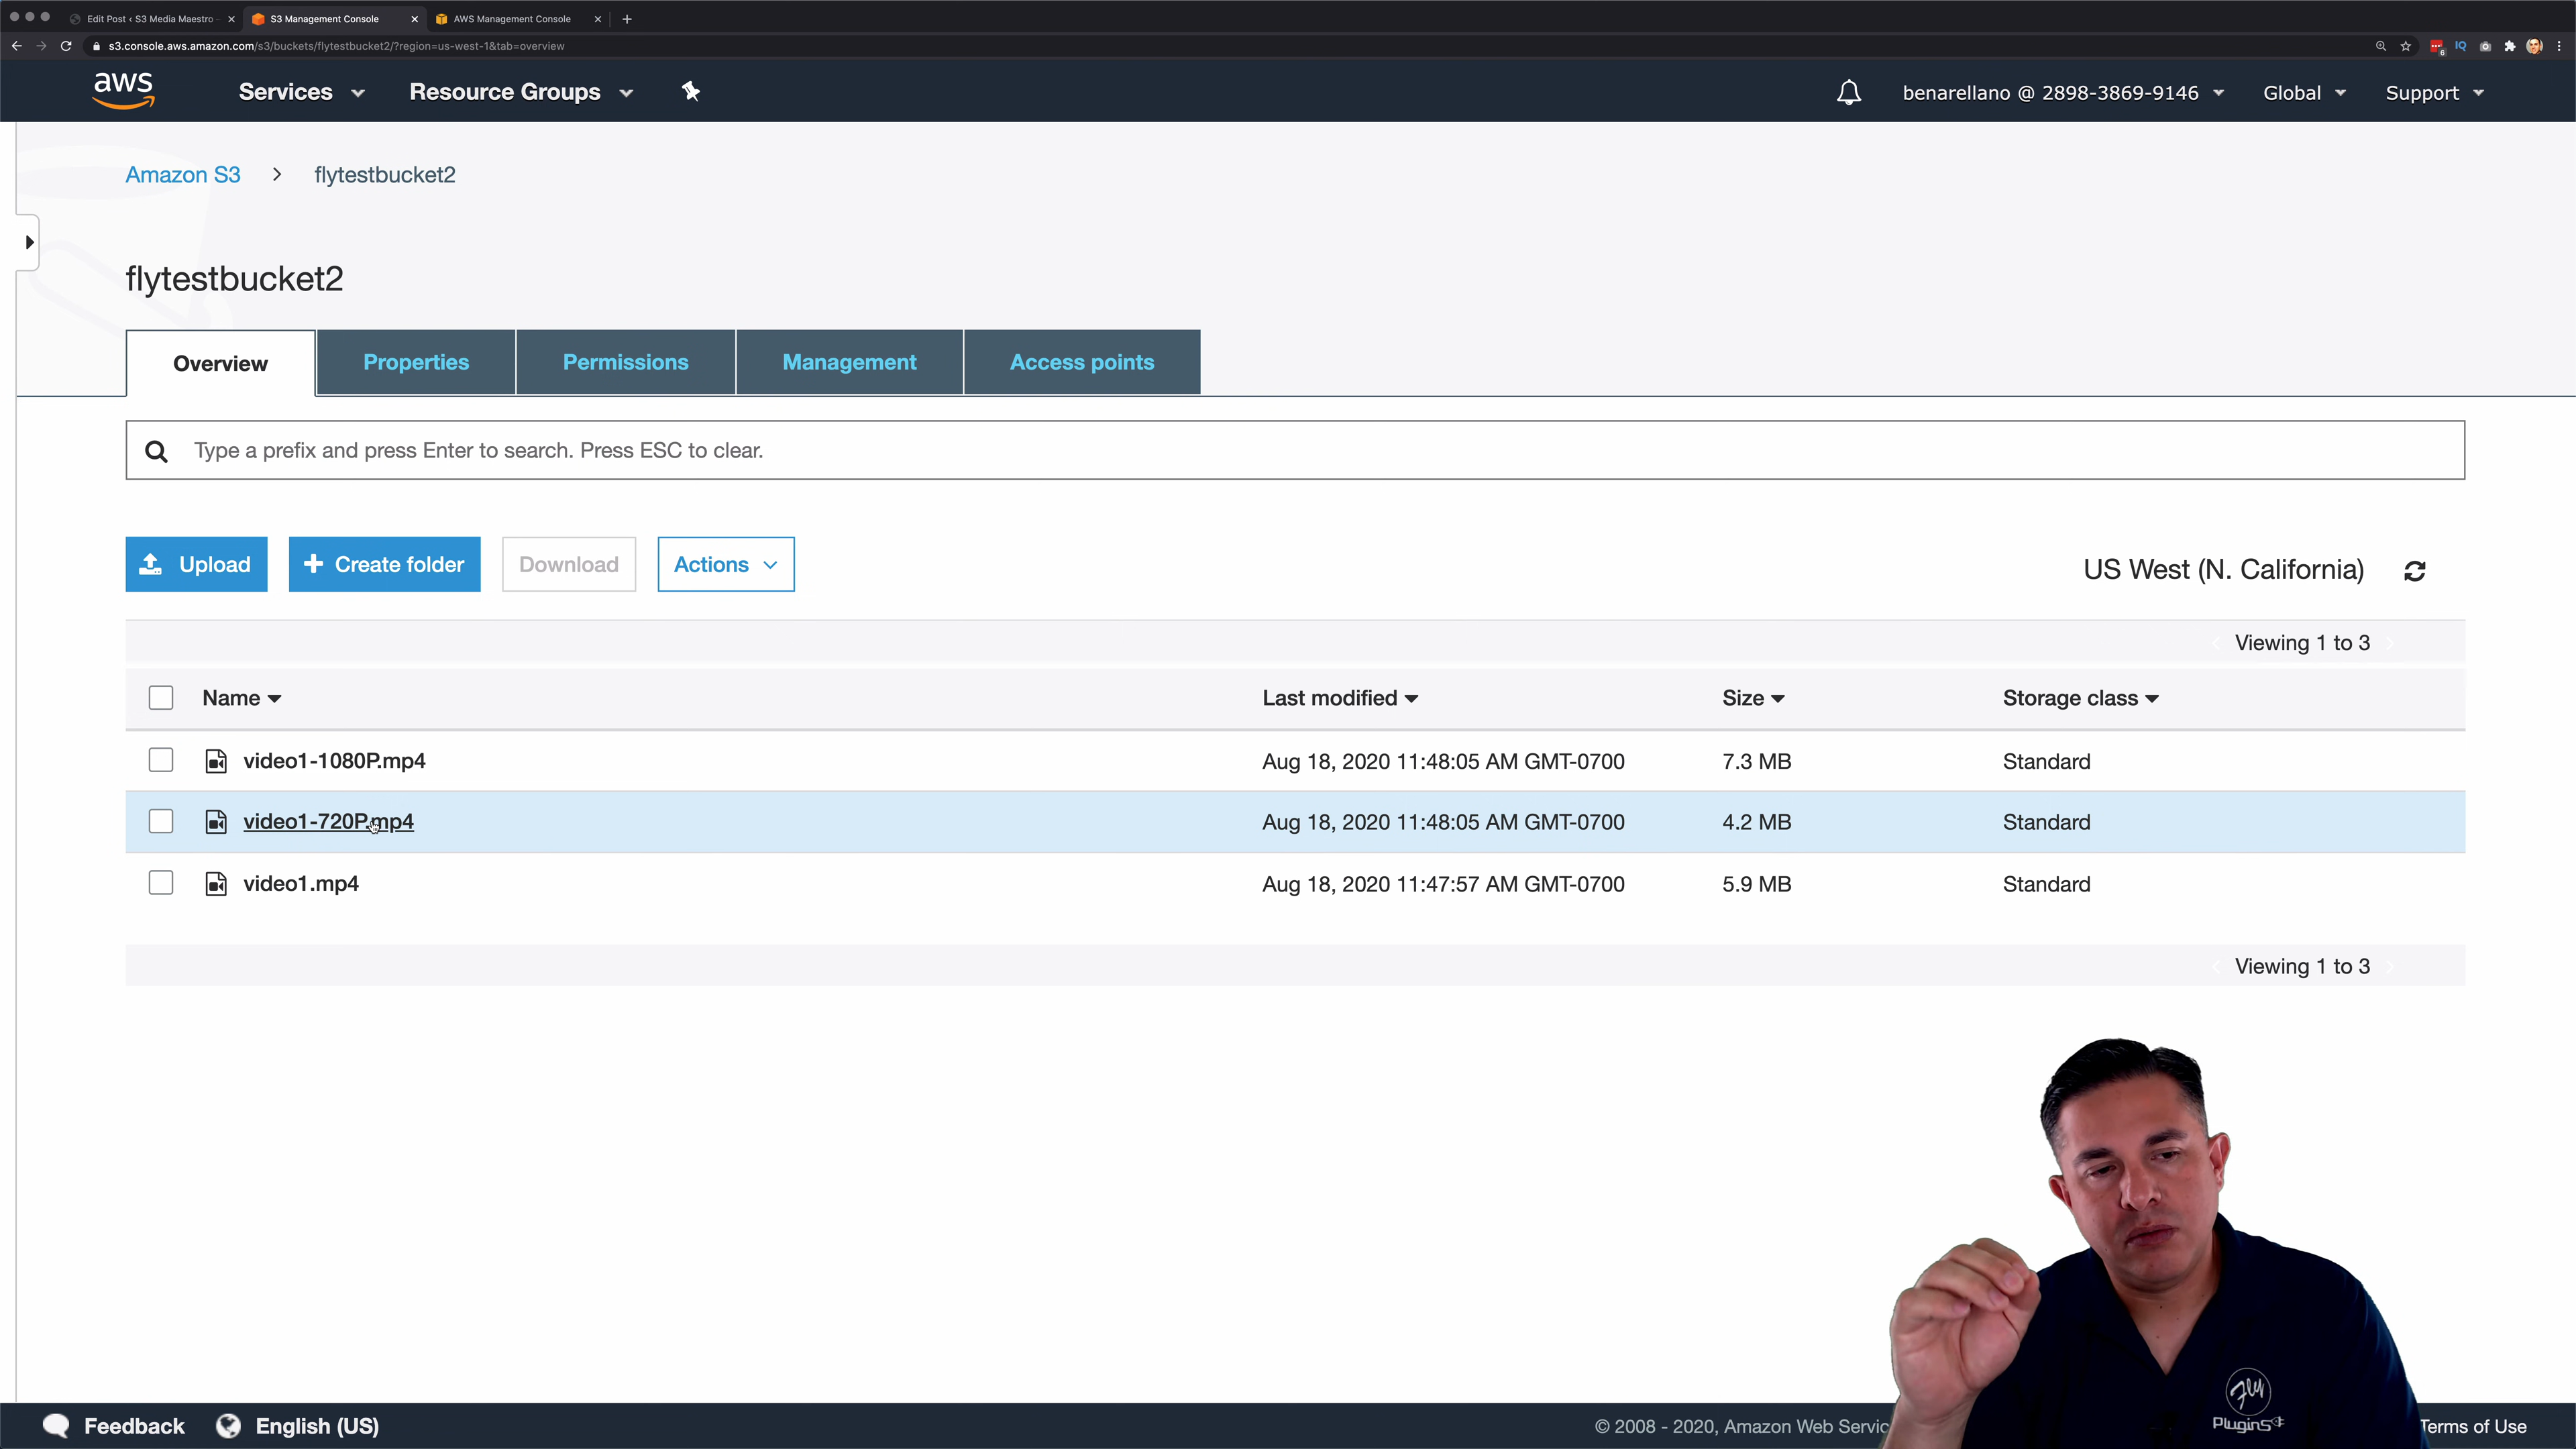 Edit Post ‹ S3 Media Maestro -
S3 Management Console
AWS Management Console
s3.console.aws.amazon.com/s3/buckets/flytestbucket2/?region=us-west-1&tab=overview
IQ
6
aws
Services
Resource Groups
benarellano @ 2898-3869-9146
Global
Support
Amazon S3
flytestbucket2
flytestbucket2
Overview
Properties
Permissions
Management
Access points
Type a prefix and press Enter to search. Press ESC to clear.
Upload
Create folder
Download
Actions
US West (N. California)
Viewing 1 to 3
Name
Last modified
Size
Storage class
video1-1080P.mp4
Aug 18, 2020 11:48:05 AM GMT-0700
7.3 MB
Standard
video1-720P.mp4
Aug 18, 2020 11:48:05 AM GMT-0700
4.2 MB
Standard
video1.mp4
Aug 18, 2020 11:47:57 AM GMT-0700
5.9 MB
Standard
Viewing 1 to 3
Fly
Plugins
Feedback
English (US)
© 2008 - 2020, Amazon Web Servic
Terms of Use